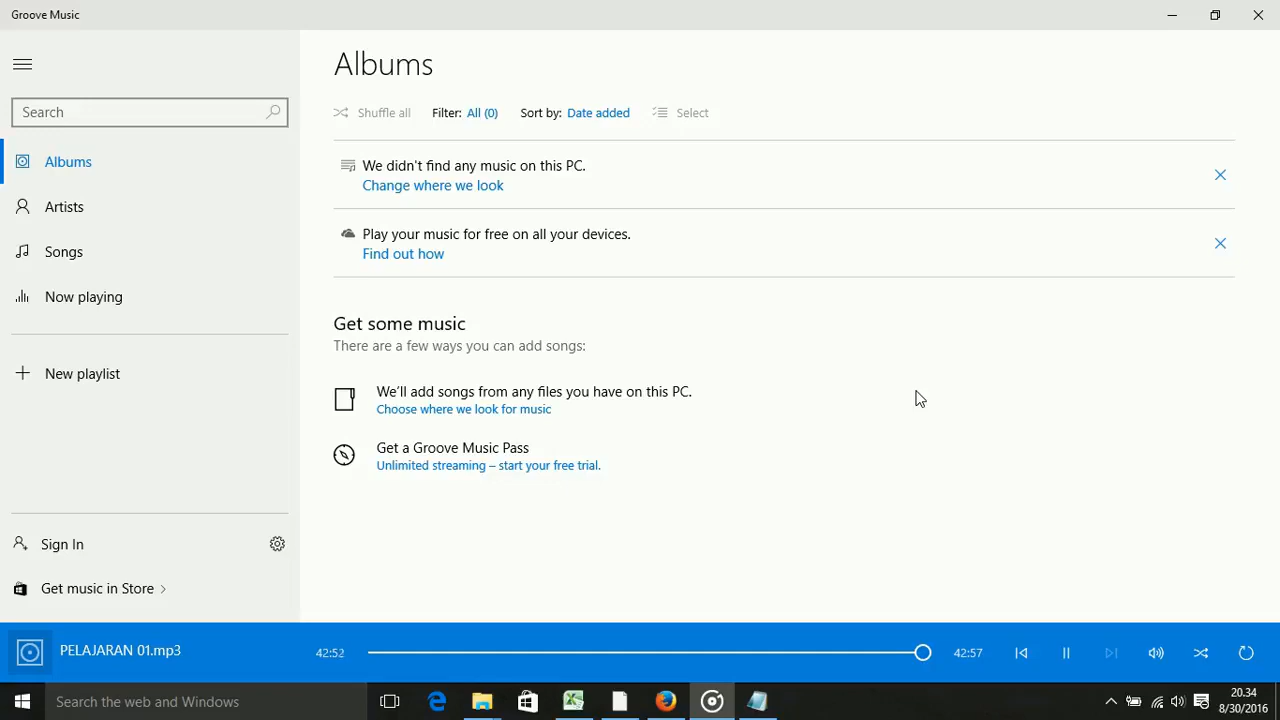 Groove Music
Search
Albums
Artists
Songs
Now playing
New playlist
Sign In
Get music in Store
Albums
Shuffle all Filter: All (0) Sort by: Date added Select
We didn't find any music on this PC.
Change where we look
Play your music for free on all your devices.
Find out how
Get some music
There are a few ways you can add songs:
We'll add songs from any files you have on this PC.
Choose where we look for music
Get a Groove Music Pass
Unlimited streaming – start your free trial.
PELAJARAN 01.mp3 42:52 42:57
Search the web and Windows
20.34
8/30/2016